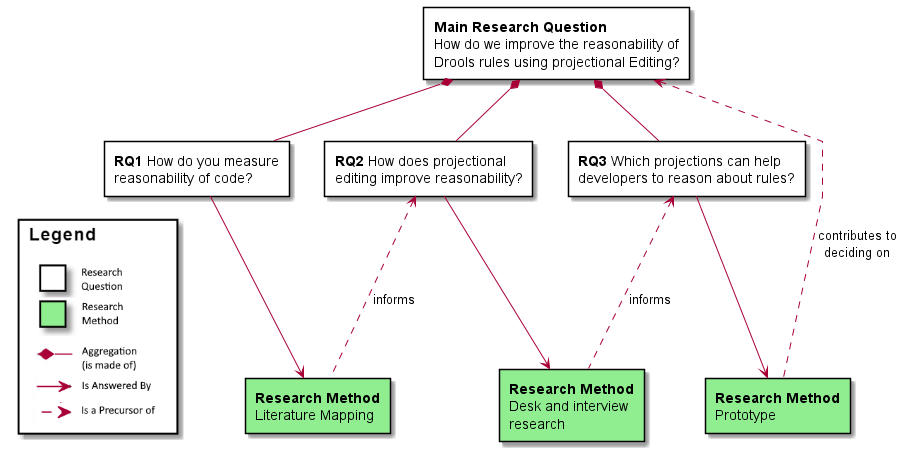 Main Research Question
How do we improve the reasonability of
Drools rules using projectional Editing?
RQ1 How do you measure
reasonability of code?
RQ2 How does projectional
editing improve reasonability?
RQ3 Which projections can help
developers to reason about rules?
contributes to
deciding on
informs
informs
Research Method
Literature Mapping
Research Method
Desk and interview
research
Research Method
Prototype
Legend
Research
Question
Research
Method
Aggregation
(is made of)
Is Answered By
Is a Precursor of